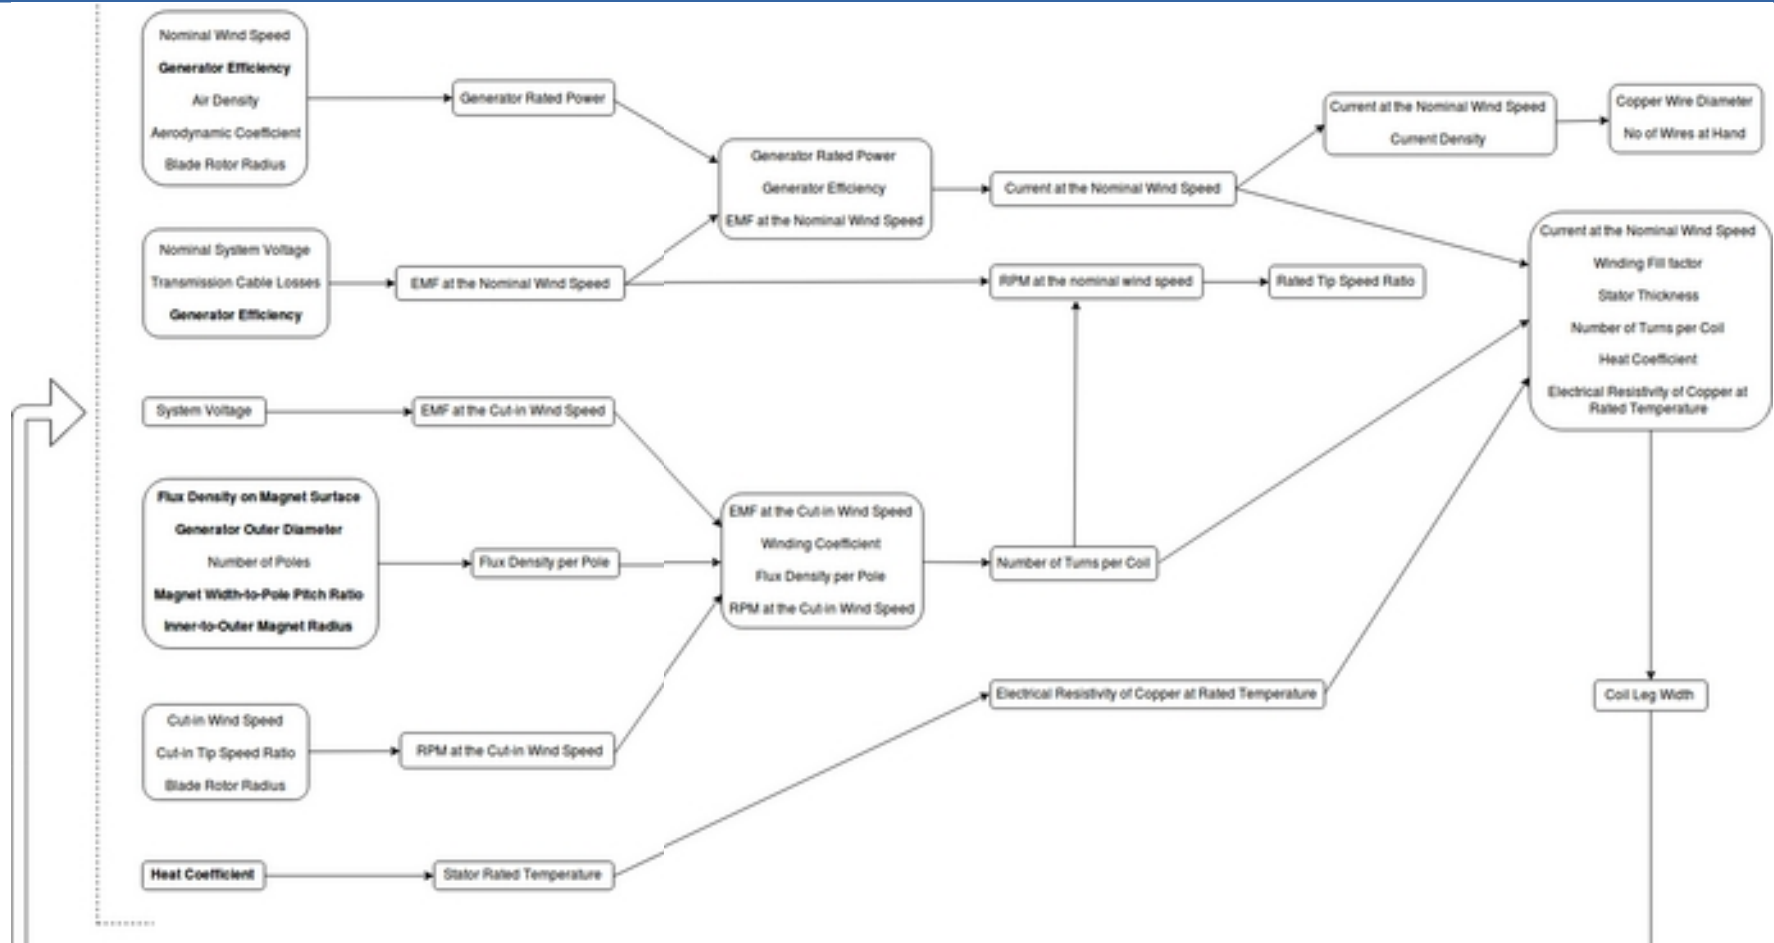 Nominal Wind Speed
Generator Efficiency
Air Density
Aerodynamic Coefficient
Blade Rotor Radius
Generator Rated Power
Generator Rated Power
Generator Efficiency
EMF at the Nominal Wind Speed
Current at the Nominal Wind Speed
Current at the Nominal Wind Speed
Current Density
Copper Wire Diameter
No of Wires at Hand
Nominal System Voltage
Transmission Cable Losses
Generator Efficiency
EMF at the Nominal Wind Speed
RPM at the nominal wind speed
Rated Tip Speed Ratio
Current at the Nominal Wind Speed
Winding Fill factor
Stator Thickness
Number of Turns per Coil
Heat Coefficient
Electrical Resistivity of Copper at
Rated Temperature
System Voltage
EMF at the Cut-in Wind Speed
Flux Density on Magnet Surface
Generator Outer Diameter
Number of Poles
Magnet Width-to-Pole Pitch Ratio
Inner-to-Outer Magnet Radius
Flux Density per Pole
EMF at the Cut-in Wind Speed
Winding Coefficient
Flux Density per Pole
RPM at the Cut-in Wind Speed
Number of Turns per Coil
Cut-in Wind Speed
Cut-in Tip Speed Ratio
Blade Rotor Radius
RPM at the Cut-in Wind Speed
Electrical Resistivity of Copper at Rated Temperature
Coil Leg Width
Heat Coefficient
Stator Rated Temperature